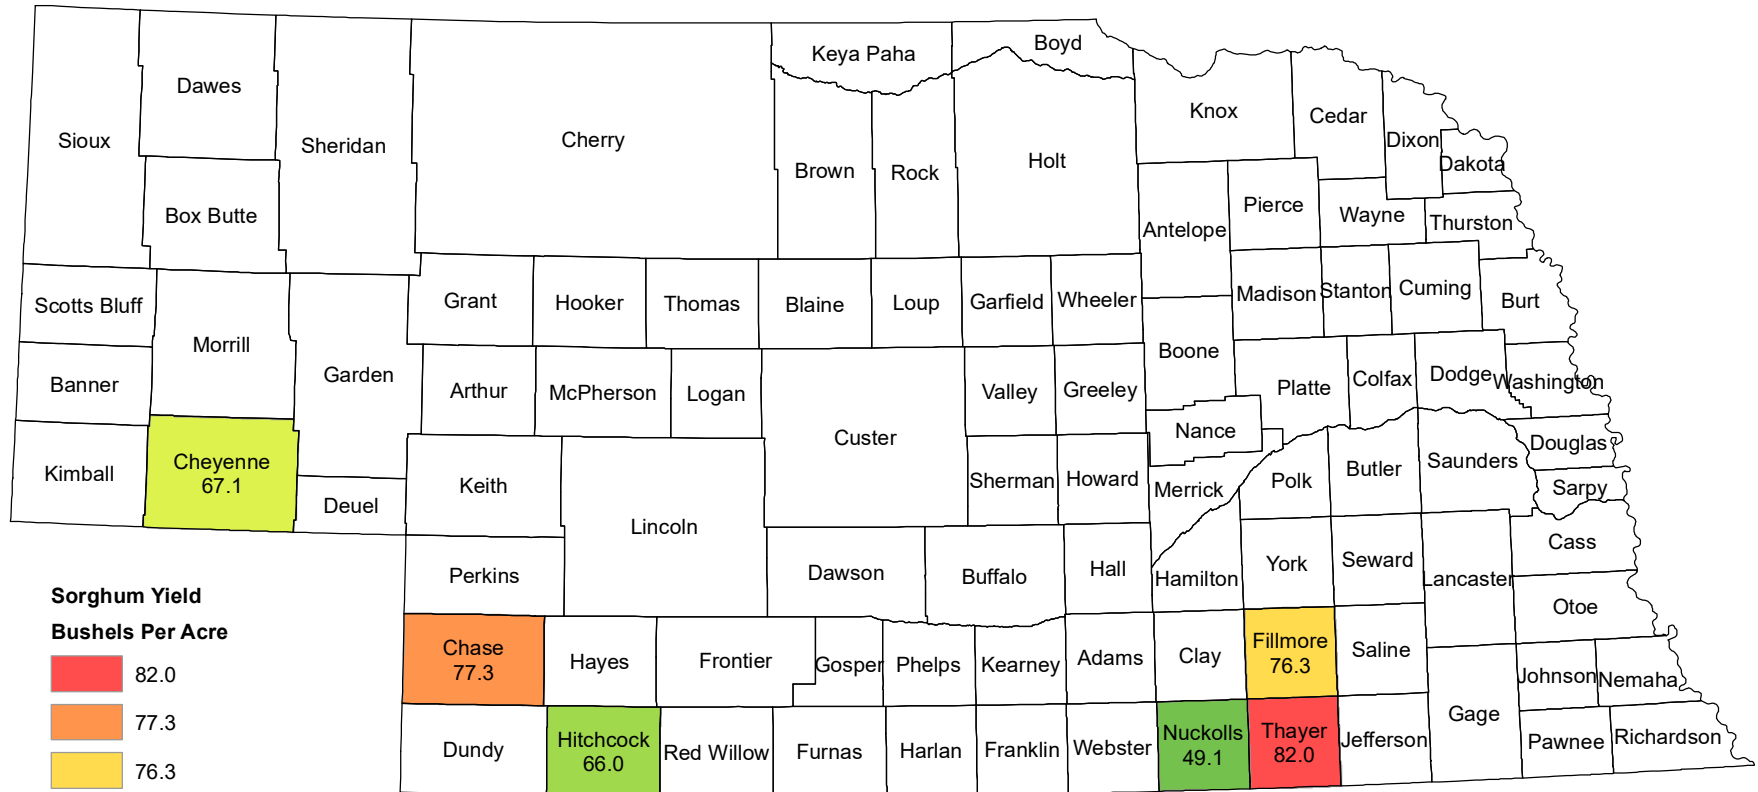 Keya Paha
Boyd
Dawes
Knox
Cedar
Sioux
Sheridan
Cherry
Dixon
Brown
Rock
Holt
Dakota
Box Butte
Pierce
Wayne
Antelope
Thurston
Scotts Bluff
Grant
Hooker
Thomas
Blaine
Loup
Garfield
Wheeler
Madison
Stanton
Cuming
Burt
Morrill
Boone
Banner
Garden
Arthur
McPherson
Logan
Valley
Greeley
Platte
Colfax
Dodge
Washington
Custer
Nance
Douglas
Kimball
Cheyenne
67.1
Keith
Sherman
Howard
Merrick
Polk
Butler
Saunders
Sarpy
Deuel
Lincoln
Cass
Perkins
Dawson
Buffalo
Hall
Hamilton
York
Seward
Lancaster
Otoe
Sorghum Yield
Bushels Per Acre
82.0
77.3
76.3
Chase
77.3
Hayes
Frontier
Gosper
Phelps
Kearney
Adams
Clay
Fillmore
76.3
Saline
Johnson
Nemaha
Dundy
Hitchcock
66.0
Red Willow
Furnas
Harlan
Franklin
Webster
Nuckolls
49.1
Thayer
82.0
Jefferson
Gage
Pawnee
Richardson